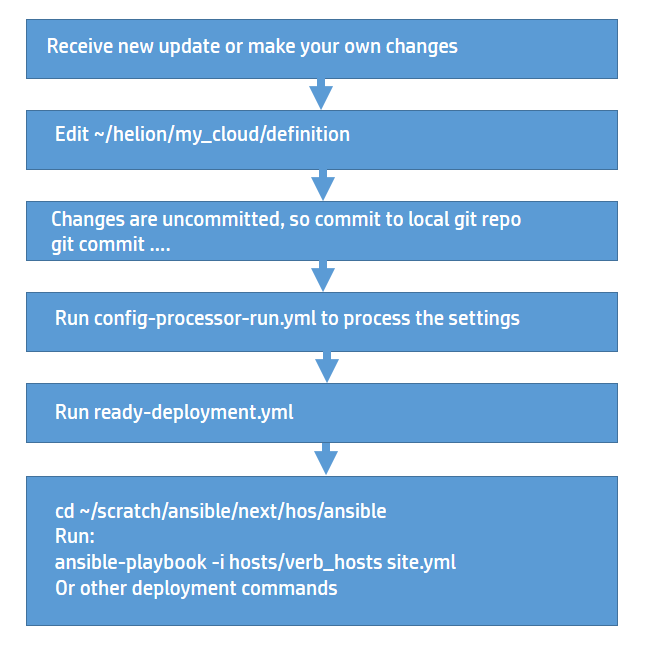 Receive new update or make your own changes
Edit ~/helion/my_cloud/definition
Changes are uncommitted, so commit to local git repo
git commit ....
Run config-processor-run.yml to process the settings
Run ready-deployment.yml
cd ~/scratch/ansible/next/hos/ansible
Run:
ansible-playbook -i hosts/verb_hosts site.yml
Or other deployment commands